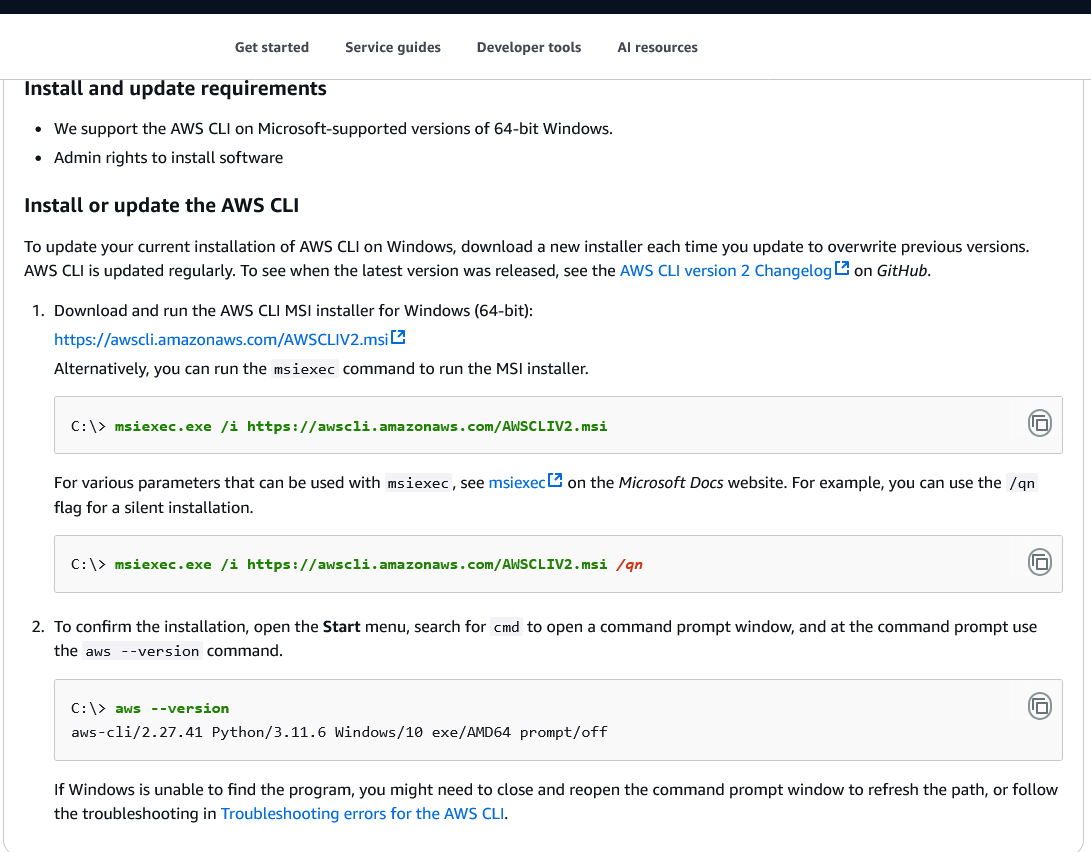 Get started Service guides Developer tools AI resources
Install and update requirements
• We support the AWS CLI on Microsoft-supported versions of 64-bit Windows.
• Admin rights to install software
Install or update the AWS CLI
To update your current installation of AWS CLI on Windows, download a new installer each time you update to overwrite previous versions.
AWS CLI is updated regularly. To see when the latest version was released, see the AWS CLI version 2 Changelog on GitHub.
1. Download and run the AWS CLI MSI installer for Windows (64-bit):
https://awscli.amazonaws.com/AWSCLIV2.msi
Alternatively, you can run the msiexec command to run the MSI installer.
C:\> msiexec.exe /i https://awscli.amazonaws.com/AWSCLIV2.msi
For various parameters that can be used with msiexec, see msiexec on the Microsoft Docs website. For example, you can use the /qn
flag for a silent installation.
C:\> msiexec.exe /i https://awscli.amazonaws.com/AWSCLIV2.msi /qn
2. To confirm the installation, open the Start menu, search for cmd to open a command prompt window, and at the command prompt use
the aws --version command.
C:\> aws --version
aws-cli/2.27.41 Python/3.11.6 Windows/10 exe/AMD64 prompt/off
If Windows is unable to find the program, you might need to close and reopen the command prompt window to refresh the path, or follow
the troubleshooting in Troubleshooting errors for the AWS CLI.